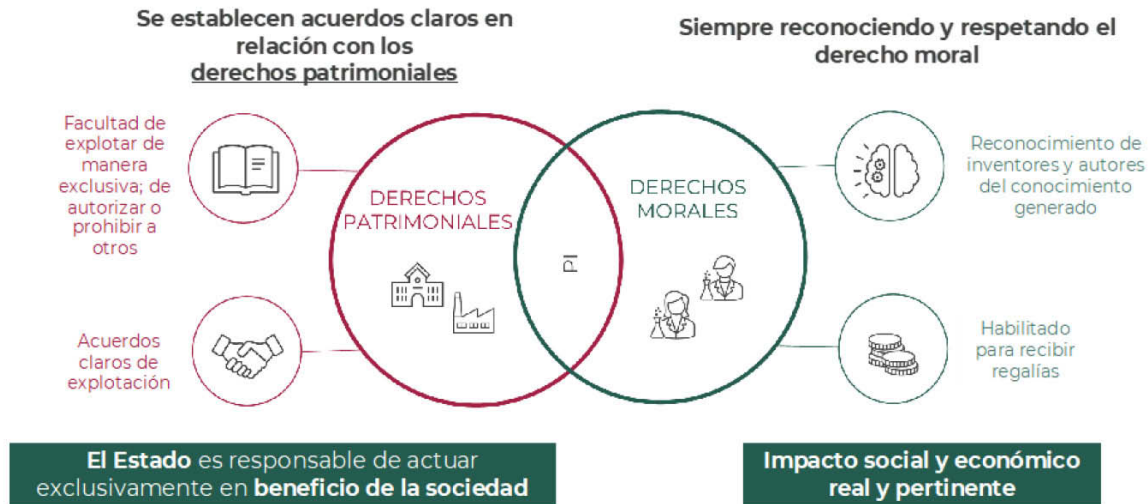 Se establecen acuerdos claros en
relación con los
derechos patrimoniales
Siempre reconociendo y respetando el
derecho moral
Facultad de
explotar de
manera
exclusiva; de
autorizar o
prohibir a
otros
Acuerdos
claros de
explotación
DERECHOS
PATRIMONIALES
PI
DERECHOS
MORALES
Reconocimiento de
inventores y autores
del conocimiento
generado
Habilitado
para recibir
regalías
El Estado es responsable de actuar
exclusivamente en beneficio de la sociedad
Impacto social y económico
real y pertinente